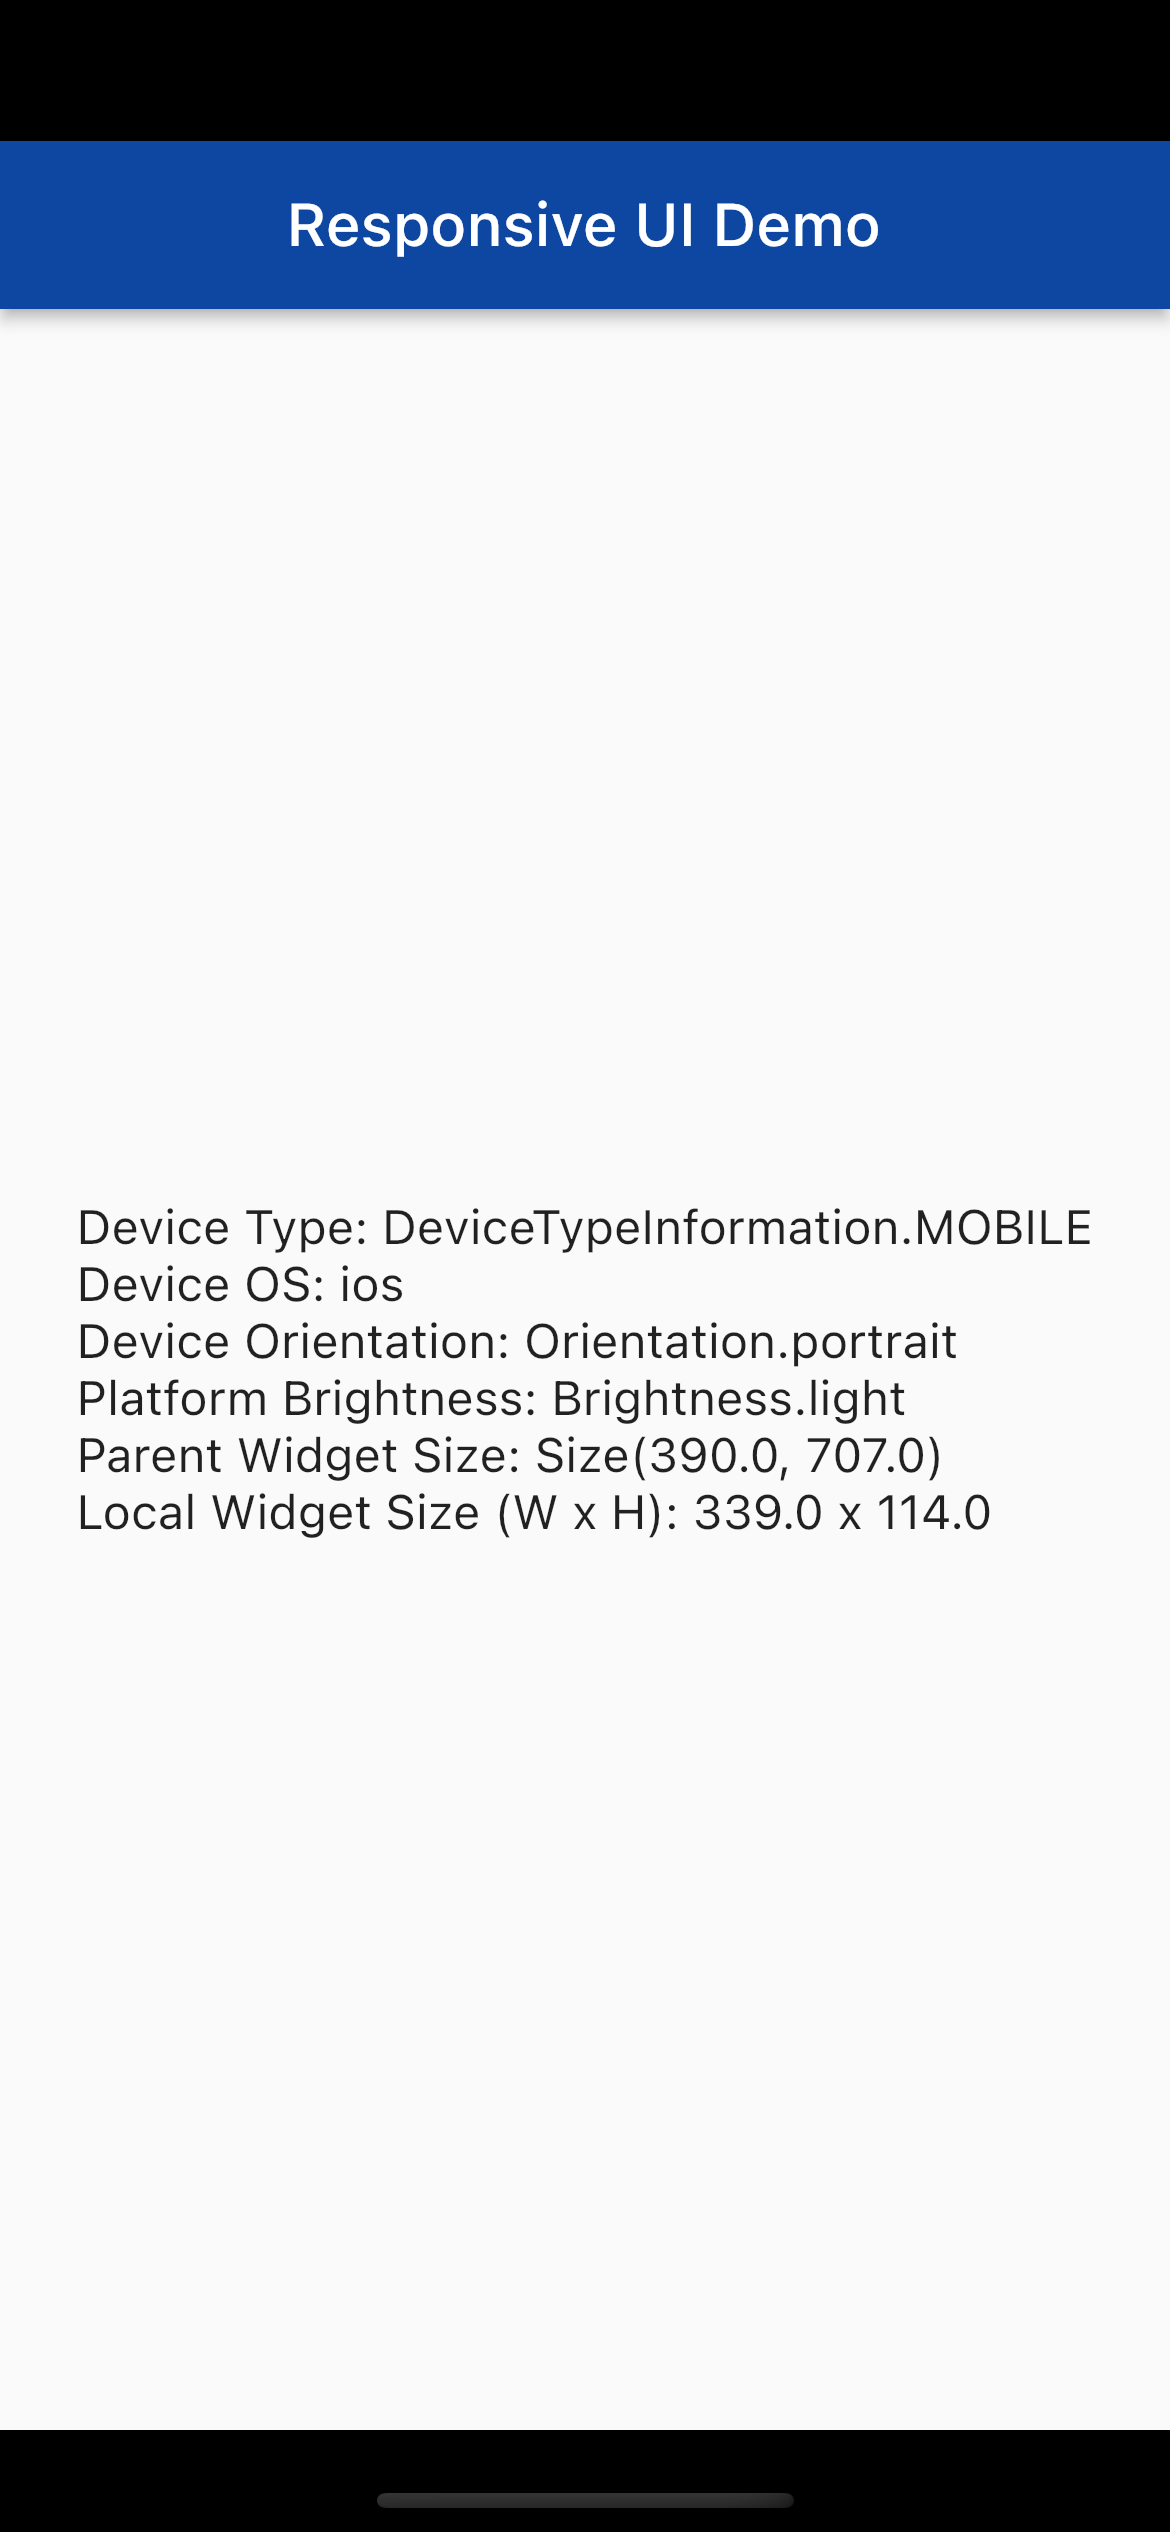 Responsive UI Demo
Device Type: DeviceTypeInformation.MOBILE
Device OS: ios
Device Orientation: Orientation.portrait
Platform Brightness: Brightness.light
Parent Widget Size: Size(390.0, 707.0)
Local Widget Size (W x H): 339.0 x 114.0